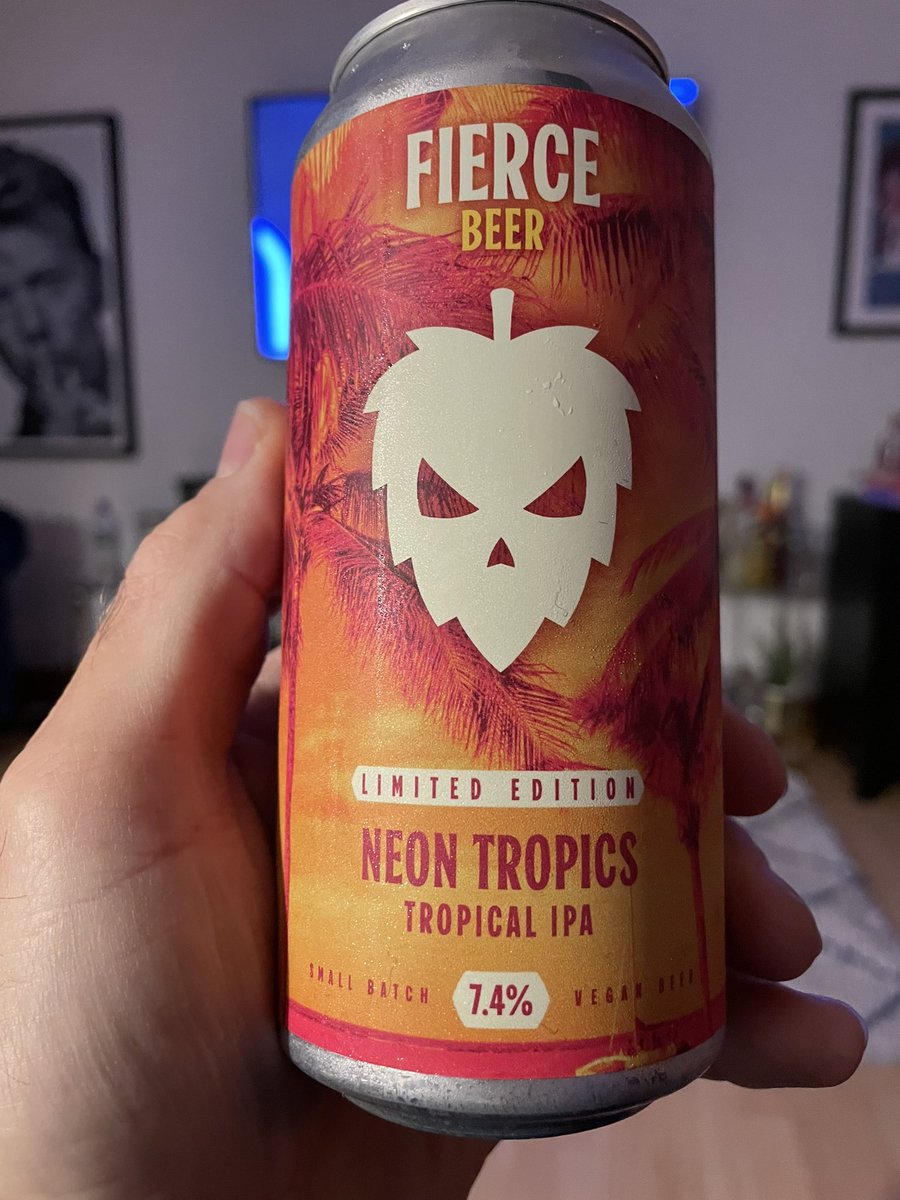 FIERCE
BEER
LIMITED EDITION
NEON TROPICS
TROPICAL IPA
SMALL BATCH 7.4% VEGAN BEER